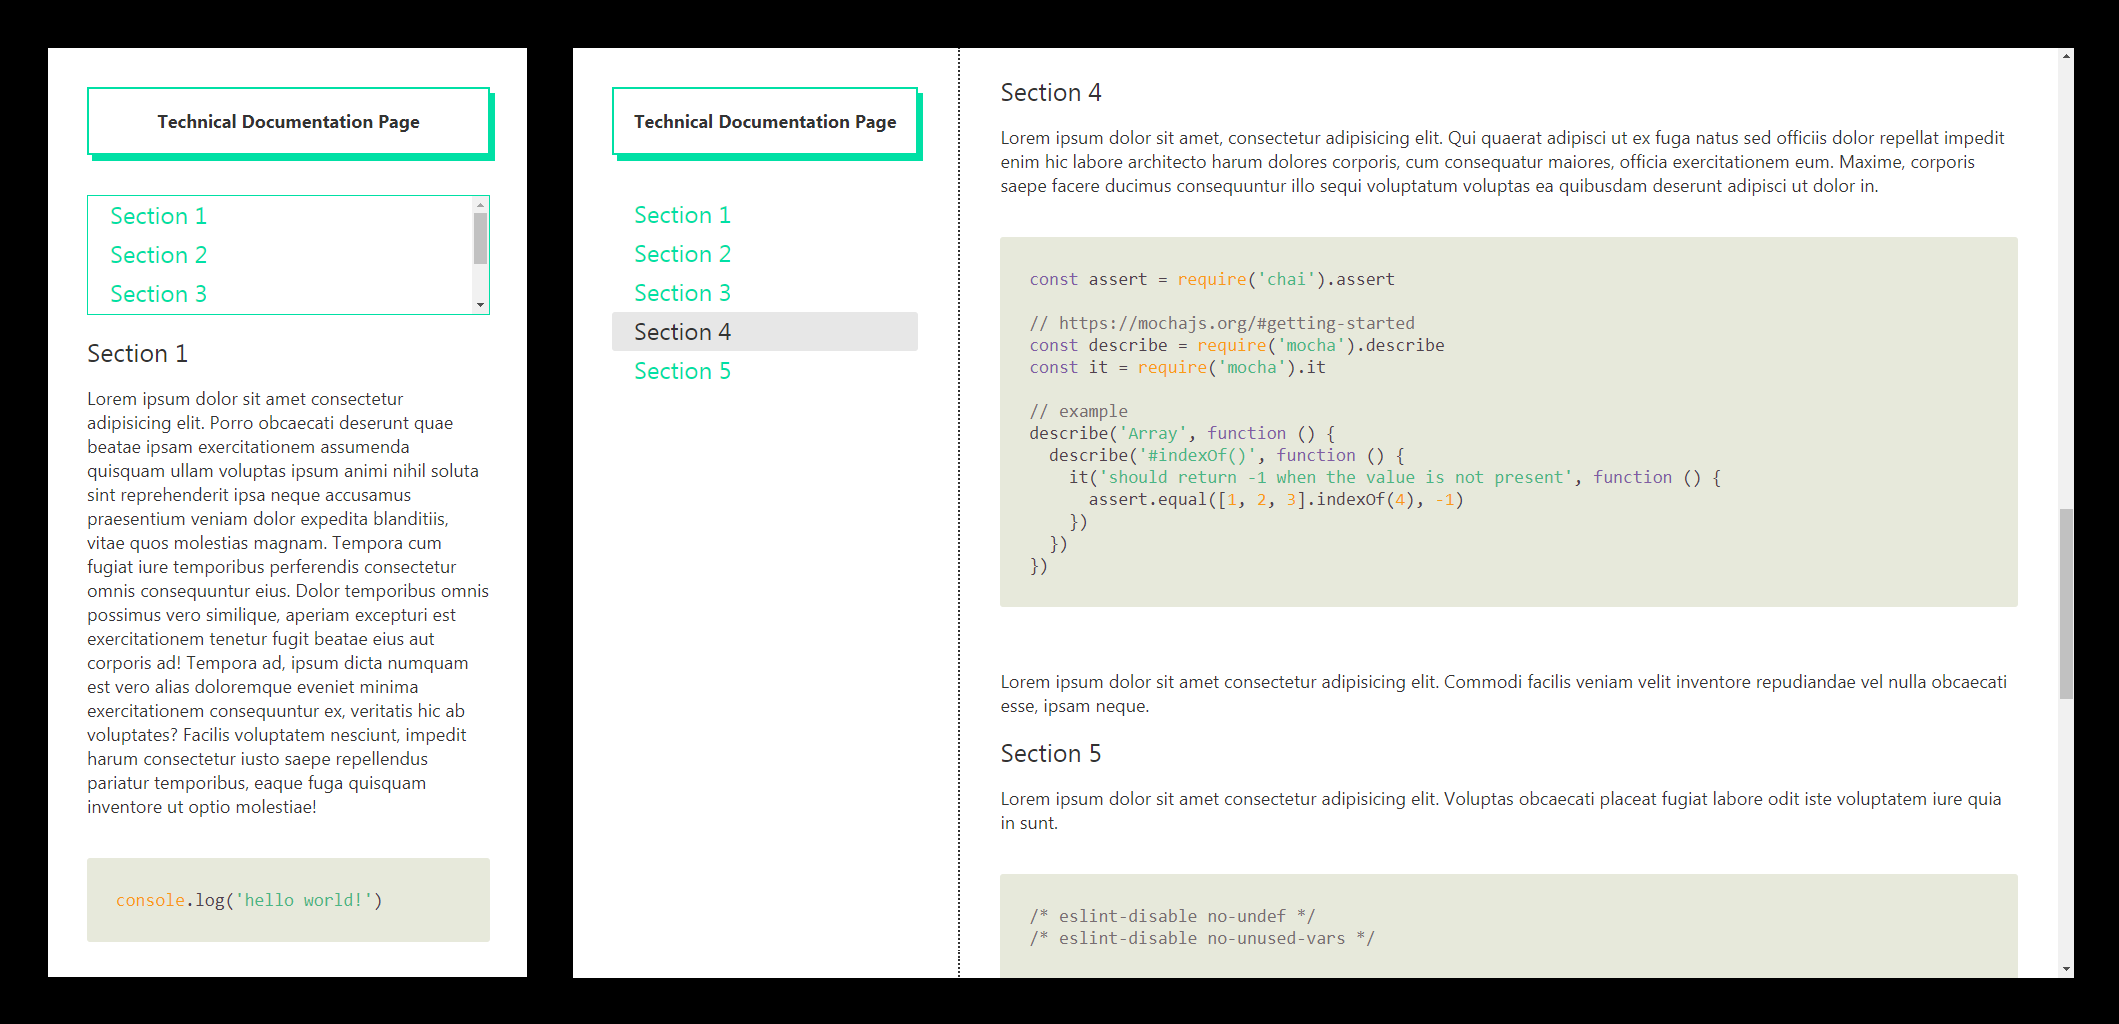 Technical Documentation Page
Section 1
Section 2
Section 3
Section 1
Lorem ipsum dolor sit amet consectetur
adipisicing elit. Porro obcaecati deserunt quae
beatae ipsam exercitationem assumenda
quisquam ullam voluptas ipsum animi nihil soluta
sint reprehenderit ipsa neque accusamus
praesentium veniam dolor expedita blanditiis,
vitae quos molestias magnam. Tempora cum
fugiat iure temporibus perferendis consectetur
omnis consequuntur eius. Dolor temporibus omnis
possimus vero similique, aperiam excepturi est
exercitationem tenetur fugit beatae eius aut
corporis ad! Tempora ad, ipsum dicta numquam
est vero alias doloremque eveniet minima
exercitationem consequuntur ex, veritatis hic ab
voluptates? Facilis voluptatem nesciunt, impedit
harum consectetur iusto saepe repellendus
pariatur temporibus, eaque fuga quisquam
inventore ut optio molestiae!
console.log('hello world!')
Technical Documentation Page
Section 1
Section 2
Section 3
Section 4
Section 5
Section 4
Lorem ipsum dolor sit amet, consectetur adipisicing elit. Qui quaerat adipisci ut ex fuga natus sed officiis dolor repellat impedit
enim hic labore architecto harum dolores corporis, cum consequatur maiores, officia exercitationem eum. Maxime, corporis
saepe facere ducimus consequuntur illo sequi voluptatum voluptas ea quibusdam deserunt adipisci ut dolor in.
const assert = require('chai').assert
// https://mochajs.org/#getting-started
const describe = require('mocha').describe
const it = require('mocha').it
// example
describe('Array', function () {
  describe('#indexOf()', function () {
    it('should return -1 when the value is not present', function () {
      assert.equal([1, 2, 3].indexOf(4), -1)
    })
  })
})
Lorem ipsum dolor sit amet consectetur adipisicing elit. Commodi facilis veniam velit inventore repudiandae vel nulla obcaecati
esse, ipsam neque.
Section 5
Lorem ipsum dolor sit amet consectetur adipisicing elit. Voluptas obcaecati placeat fugiat labore odit iste voluptatem iure quia
in sunt.
/* eslint-disable no-undef */
/* eslint-disable no-unused-vars */